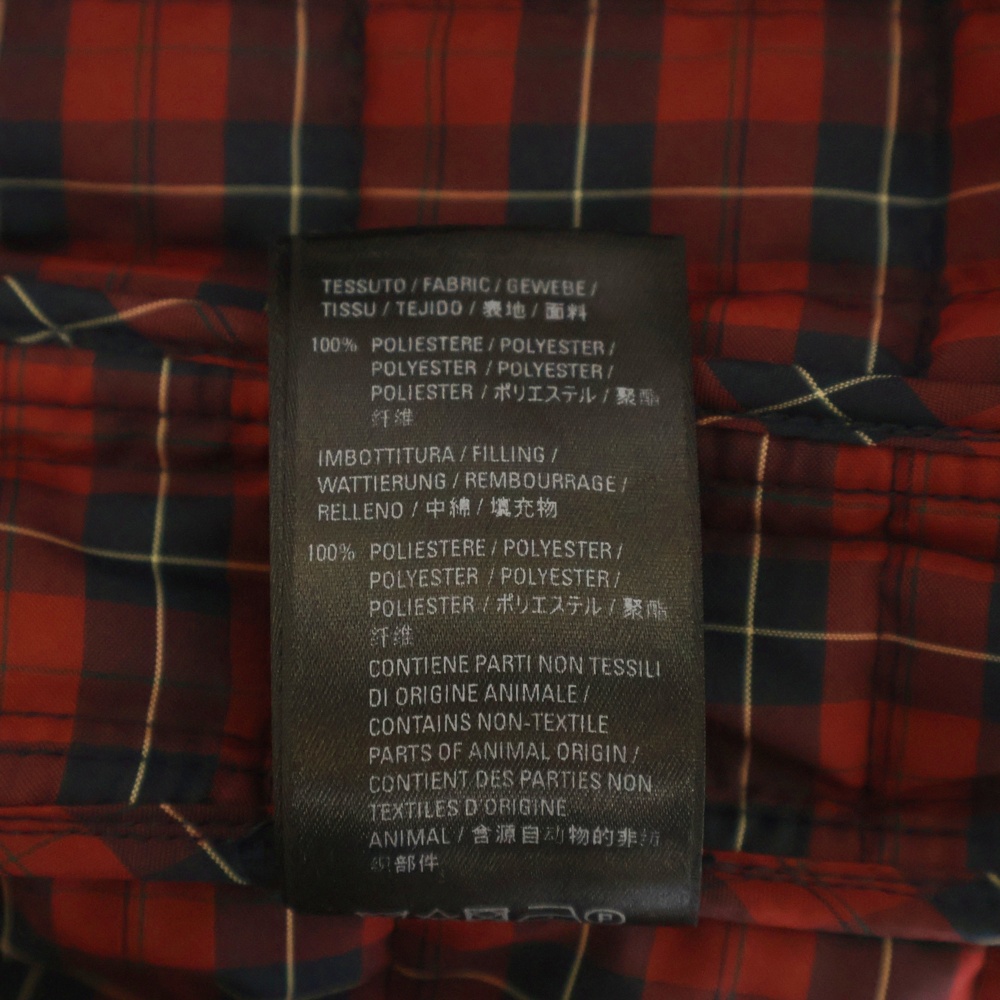 TESSUTO / FABRIC / GEWEBE /
TISSU / TEJIDO / 表地 / 面料
100% POLIESTERE / POLYESTER /
POLYESTER / POLYESTER /
POLIESTER / ポリエステル / 聚酯
纤维
IMBOTTITURA / FILLING /
WATTIERUNG / REMBOURRAGE /
RELLENO / 中綿 / 填充物
100% POLIESTERE / POLYESTER /
POLYESTER / POLYESTER /
POLIESTER / ポリエステル / 聚酯
纤维
CONTIENE PARTI NON TESSILI
DI ORIGINE ANIMALE /
CONTAINS NON-TEXTILE
PARTS OF ANIMAL ORIGIN /
CONTIENT DES PARTIES NON
TEXTILES D'ORIGINE
ANIMAL / 含源自动物的非纺
织部件
P